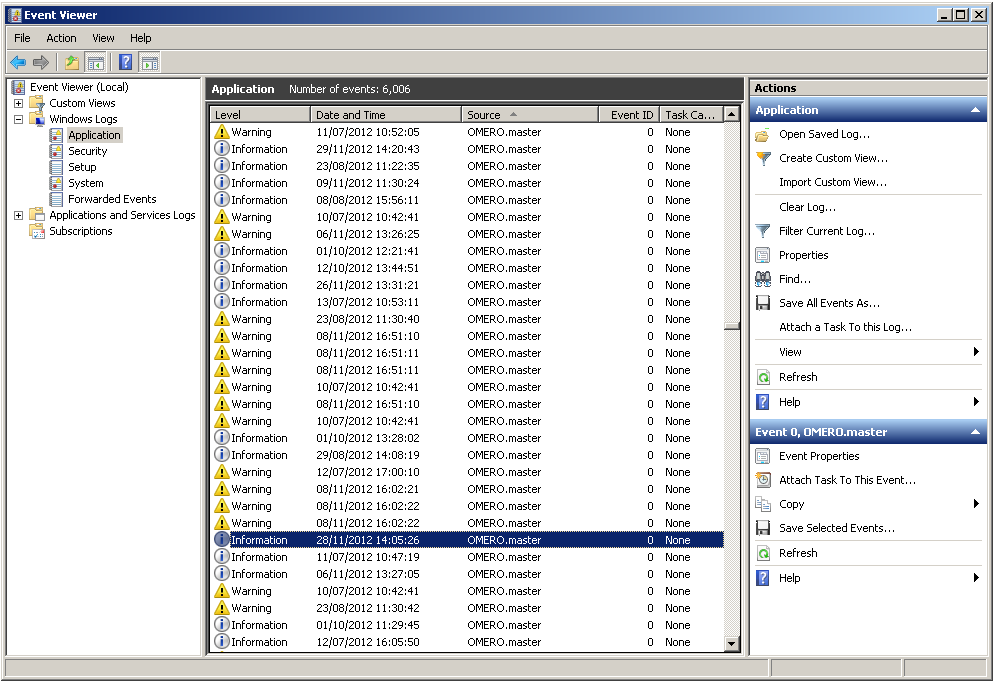 Event Viewer
File Action View Help
Event Viewer (Local)
Custom Views
Windows Logs
Application
Security
Setup
System
Forwarded Events
Applications and Services Logs
Subscriptions
Application Number of events: 6,006
Level Date and Time Source Event ID Task Ca...
Warning 11/07/2012 10:52:05 OMERO.master 0 None
Information 29/11/2012 14:20:43 OMERO.master 0 None
Information 23/08/2012 11:22:35 OMERO.master 0 None
Information 09/11/2012 11:30:24 OMERO.master 0 None
Information 08/08/2012 15:56:11 OMERO.master 0 None
Warning 10/07/2012 10:42:41 OMERO.master 0 None
Warning 06/11/2012 13:26:25 OMERO.master 0 None
Information 01/10/2012 12:21:41 OMERO.master 0 None
Information 12/10/2012 13:44:51 OMERO.master 0 None
Information 26/11/2012 13:31:21 OMERO.master 0 None
Information 13/07/2012 10:53:11 OMERO.master 0 None
Warning 23/08/2012 11:30:40 OMERO.master 0 None
Warning 08/11/2012 16:51:10 OMERO.master 0 None
Warning 08/11/2012 16:51:11 OMERO.master 0 None
Warning 08/11/2012 16:51:11 OMERO.master 0 None
Warning 10/07/2012 10:42:41 OMERO.master 0 None
Warning 08/11/2012 16:51:10 OMERO.master 0 None
Warning 10/07/2012 10:42:41 OMERO.master 0 None
Information 01/10/2012 13:28:02 OMERO.master 0 None
Information 29/08/2012 14:08:19 OMERO.master 0 None
Warning 12/07/2012 17:00:10 OMERO.master 0 None
Warning 08/11/2012 16:02:21 OMERO.master 0 None
Warning 08/11/2012 16:02:22 OMERO.master 0 None
Warning 08/11/2012 16:02:22 OMERO.master 0 None
Information 28/11/2012 14:05:26 OMERO.master 0 None
Information 11/07/2012 10:47:19 OMERO.master 0 None
Information 06/11/2012 13:27:05 OMERO.master 0 None
Warning 10/07/2012 10:42:41 OMERO.master 0 None
Warning 23/08/2012 11:30:42 OMERO.master 0 None
Information 01/10/2012 11:29:45 OMERO.master 0 None
Information 12/07/2012 16:05:50 OMERO.master 0 None
Actions
Application
Open Saved Log...
Create Custom View...
Import Custom View...
Clear Log...
Filter Current Log...
Properties
Find...
Save All Events As...
Attach a Task To this Log...
View
Refresh
Help
Event 0, OMERO.master
Event Properties
Attach Task To This Event...
Copy
Save Selected Events...
Refresh
Help